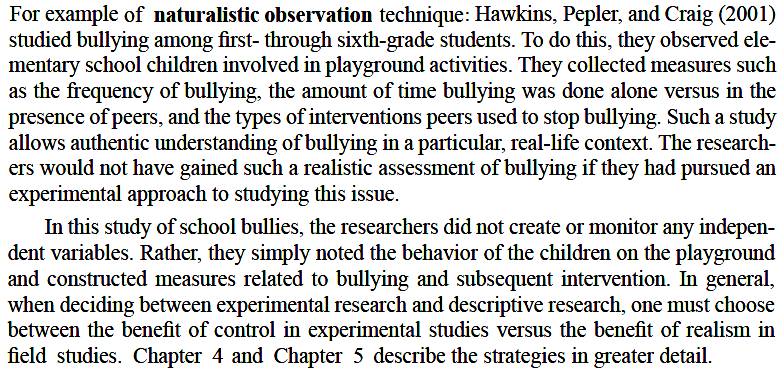 For example of naturalistic observation technique: Hawkins, Pepler, and Craig (2001)
studied bullying among first- through sixth-grade students. To do this, they observed ele-
mentary school children involved in playground activities. They collected measures such
as the frequency of bullying, the amount of time bullying was done alone versus in the
presence of peers, and the types of interventions peers used to stop bullying. Such a study
allows authentic understanding of bullying in a particular, real-life context. The research-
ers would not have gained such a realistic assessment of bullying if they had pursued an
experimental approach to studying this issue.
In this study of school bullies, the researchers did not create or monitor any indepen-
dent variables. Rather, they simply noted the behavior of the children on the playground
and constructed measures related to bullying and subsequent intervention. In general,
when deciding between experimental research and descriptive research, one must choose
between the benefit of control in experimental studies versus the benefit of realism in
field studies. Chapter 4 and Chapter 5 describe the strategies in greater detail.